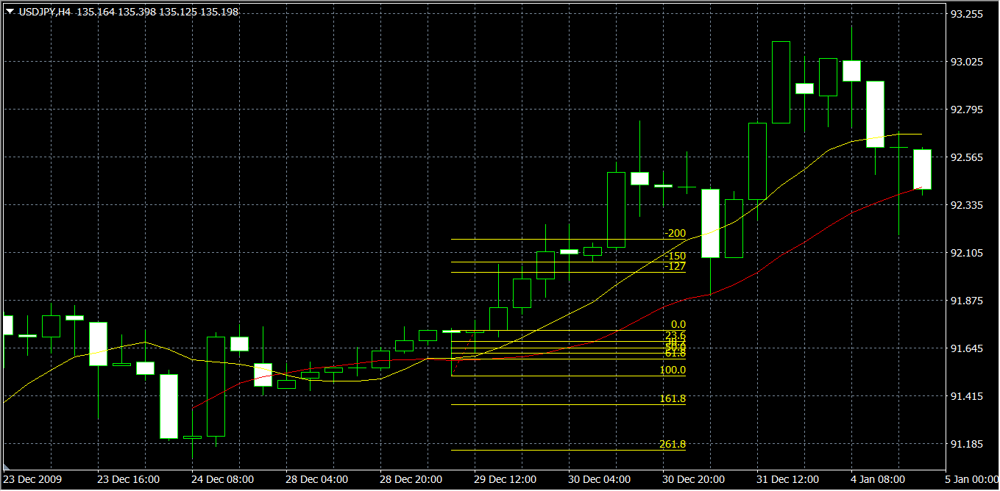 USDJPY,H4 135.164 135.398 135.125 135.198
93.255
93.025
92.795
92.565
92.335
92.105
91.875
91.645
91.415
91.185
-200
-150
-127
0.0
23.6
61.8
100.0
161.8
261.8
23 Dec 2009
23 Dec 16:00
24 Dec 08:00
28 Dec 04:00
28 Dec 20:00
29 Dec 12:00
30 Dec 04:00
30 Dec 20:00
31 Dec 12:00
4 Jan 08:00
5 Jan 00:00